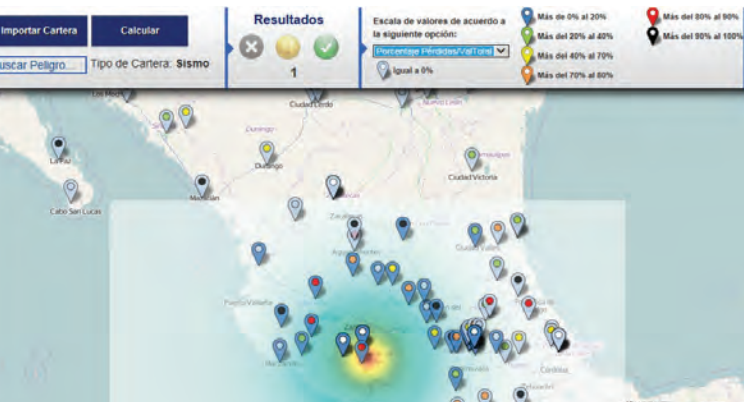 Importar Cartera
Calcular
uscar Peligro...
Tipo de Cartera: Sismo
Resultados
1
Escala de valores de acuerdo a
la siguiente opción:
Porcentaje Pérdidas/ValTotal
Igual a 0%
Más de 0% al 20%
Más del 20% al 40%
Más del 40% al 70%
Más del 70% al 80%
Más del 80% al 90%
Más del 90% al 100%
Ciudad Lerdo
Nuevo León
Durango
Durango
La Paz
Ciudad Victoria
Cabo San Lucas
Mazatlán
Ciudad Valles
Puerto Vallarta
Córdoba
Tehuacán